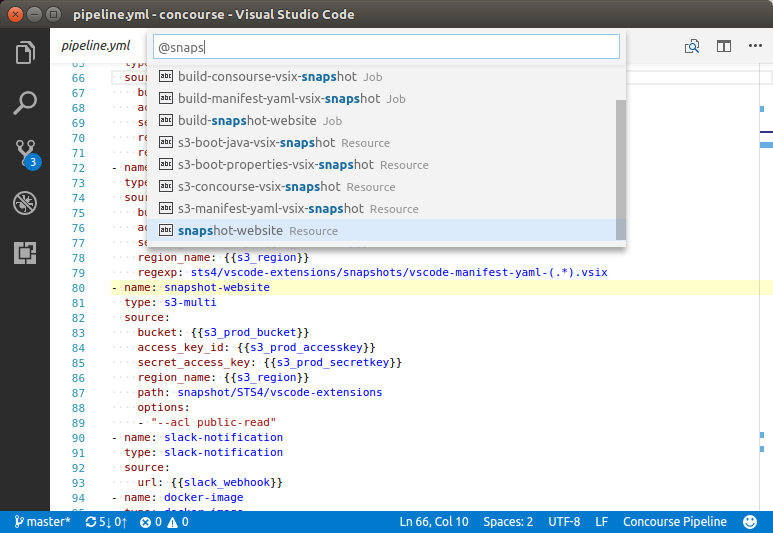 pipeline.yml - concourse - Visual Studio Code
pipeline.yml
@snaps
build-consourse-vsix-snapshot Job
build-manifest-yaml-vsix-snapshot Job
build-snapshot-website Job
s3-boot-java-vsix-snapshot Resource
s3-boot-properties-vsix-snapshot Resource
s3-concourse-vsix-snapshot Resource
s3-manifest-yaml-vsix-snapshot Resource
snapshot-website Resource
66 sour
67 bu
68 ac
69 se
70 re
71 re
72 - nam
73 typ
74 sour
75 bu
76 ac
77 se
78 region_name: {{s3_region}}
79 regexp: sts4/vscode-extensions/snapshots/vscode-manifest-yaml-(.*).vsix
80 - name: snapshot-website
81 type: s3-multi
82 source:
83 bucket: {{s3_prod_bucket}}
84 access_key_id: {{s3_prod_accesskey}}
85 secret_access_key: {{s3_prod_secretkey}}
86 region_name: {{s3_region}}
87 path: snapshot/STS4/vscode-extensions
88 options:
89 - "--acl public-read"
90 - name: slack-notification
91 type: slack-notification
92 source:
93 url: {{slack_webhook}}
94 - name: docker-image
3
master* 5↓ 0↑ 0 0 Ln 66, Col 10 Spaces: 2 UTF-8 LF Concourse Pipeline